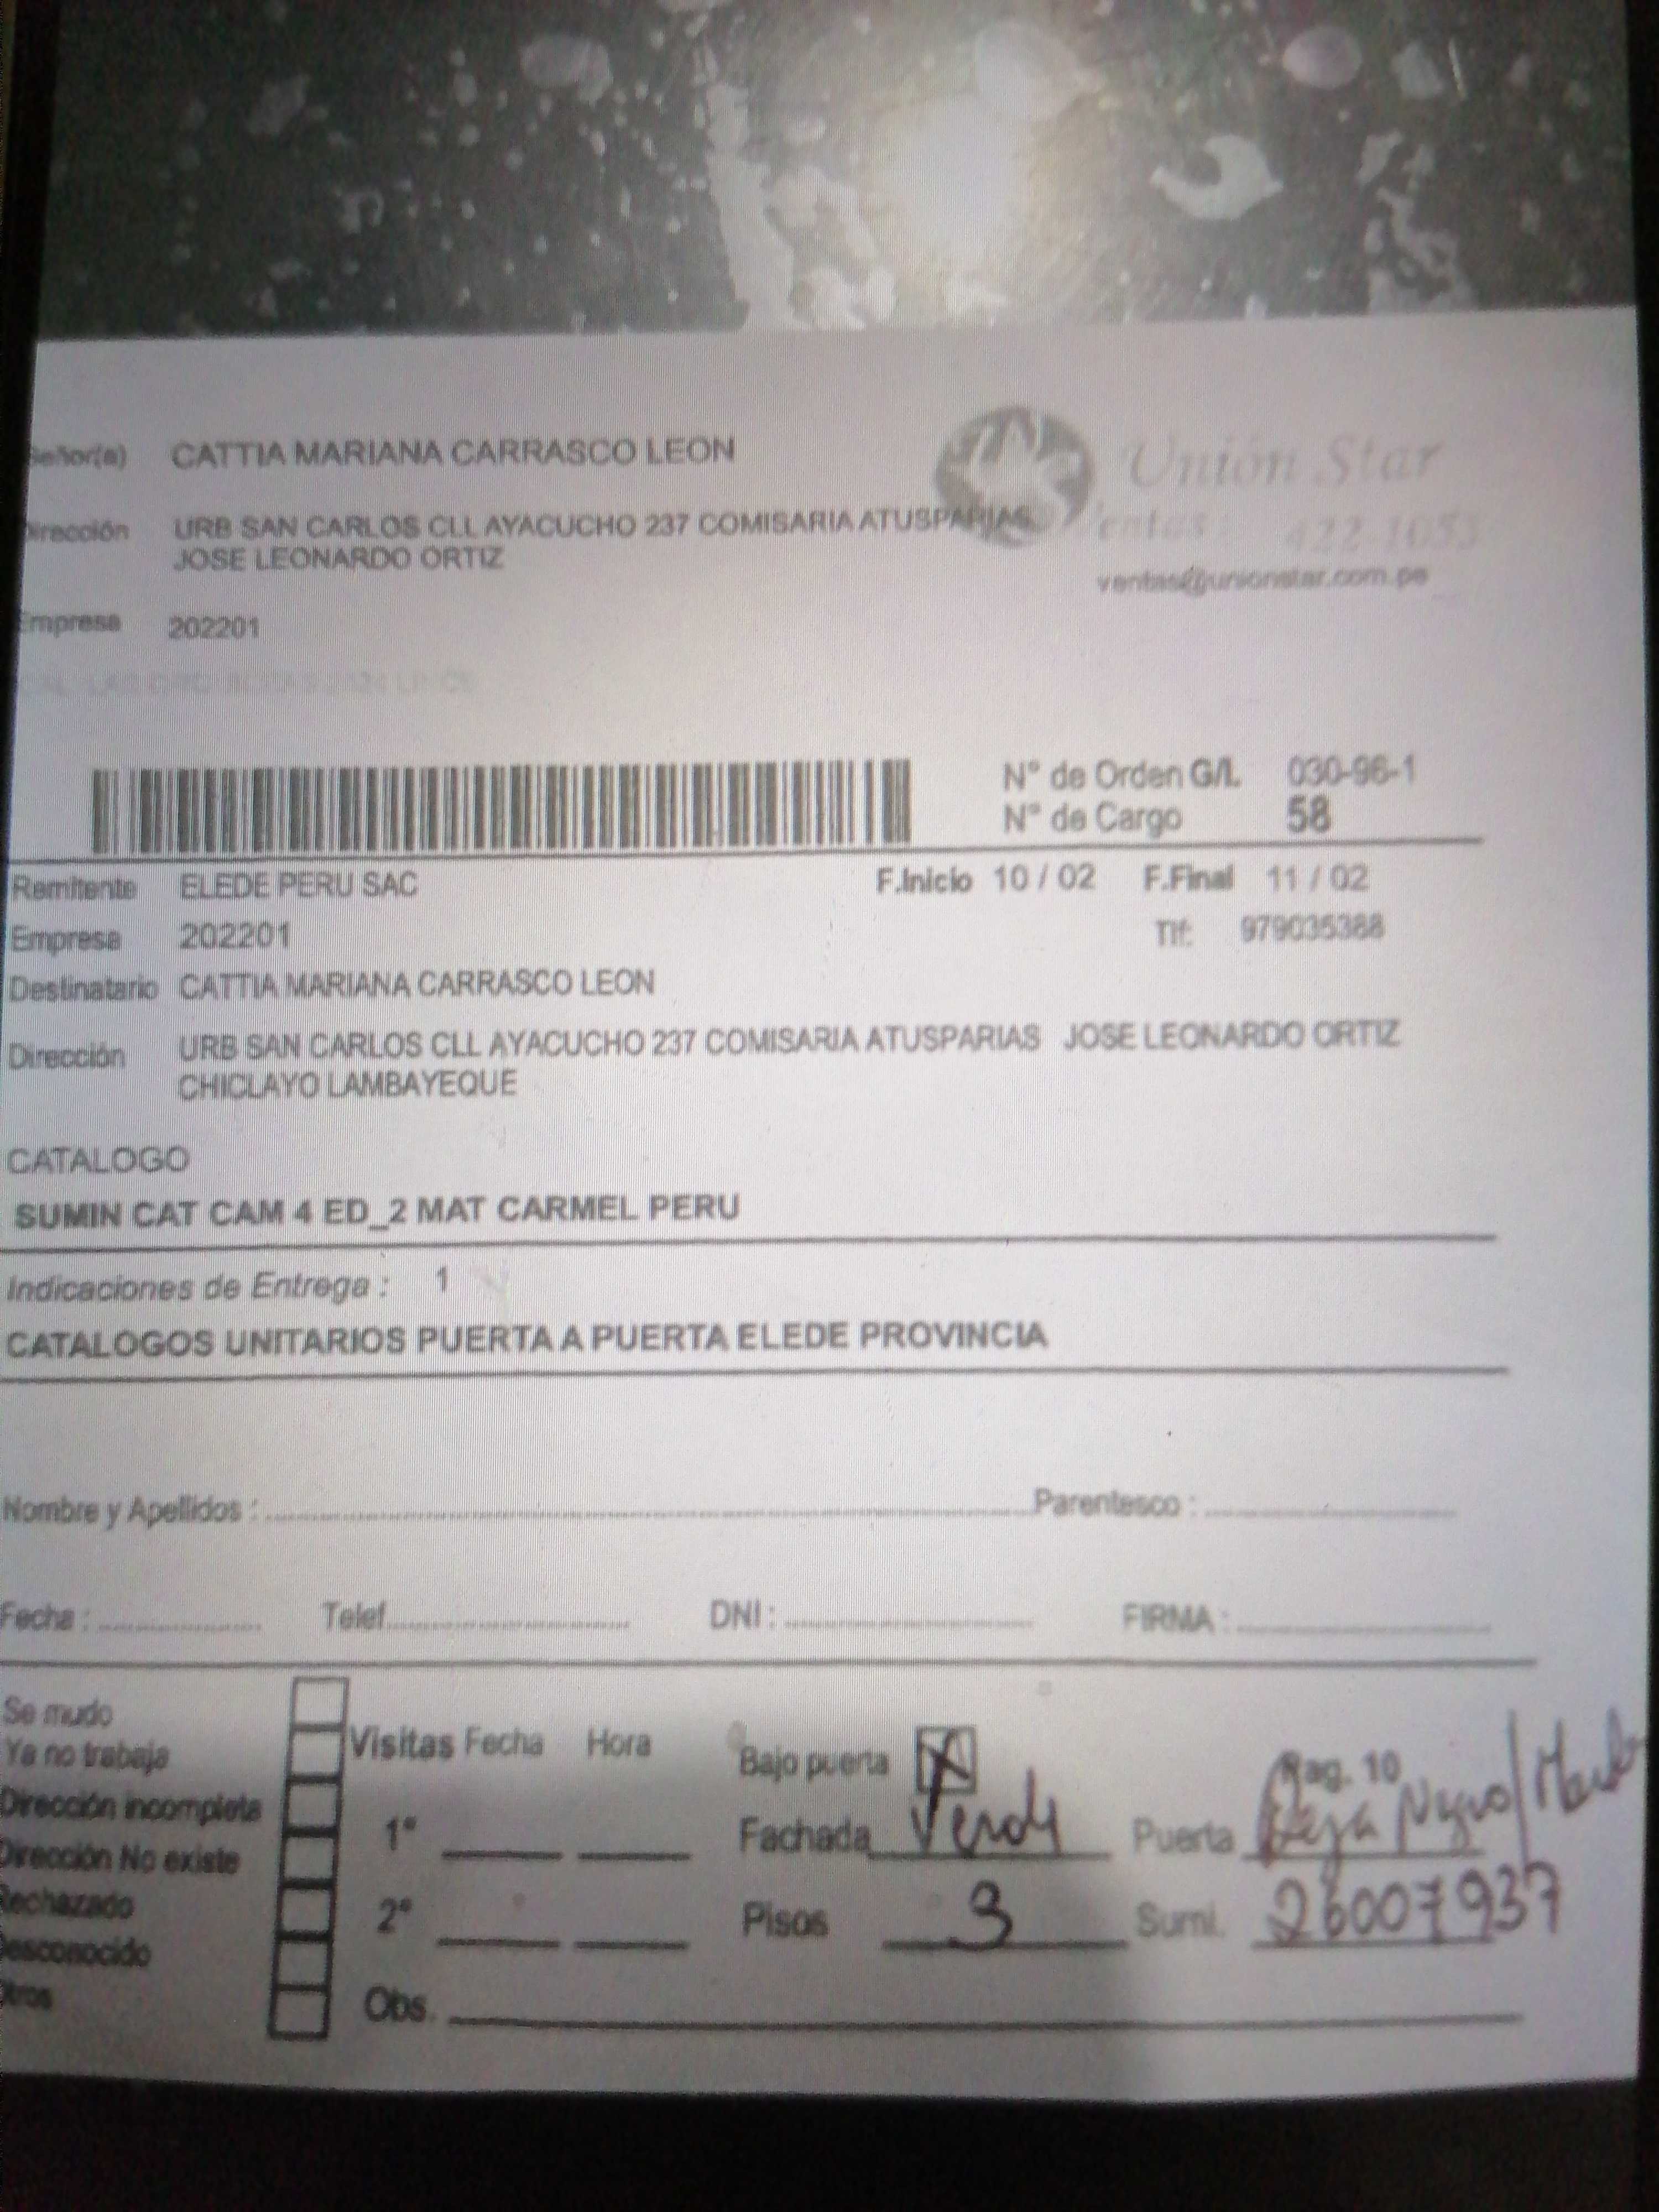 Señor(a) CATTIA MARIANA CARRASCO LEON
Unión Star
Dirección URB SAN CARLOS CLL AYACUCHO 237 COMISARIA ATUSPARIAS
JOSE LEONARDO ORTIZ
Ventas: 422-1053
ventas@unionstar.com.pe
Empresa 202201
N° de Orden G/L 030-96-1
N° de Cargo 58
Remitente ELEDE PERU SAC F.Inicio 10 / 02 F.Final 11 / 02
Empresa 202201 Tlf: 979035388
Destinatario CATTIA MARIANA CARRASCO LEON
Dirección URB SAN CARLOS CLL AYACUCHO 237 COMISARIA ATUSPARIAS JOSE LEONARDO ORTIZ
CHICLAYO LAMBAYEQUE
CATALOGO
SUMIN CAT CAM 4 ED_2 MAT CARMEL PERU
Indicaciones de Entrega : 1
CATALOGOS UNITARIOS PUERTA A PUERTA ELEDE PROVINCIA
Nombre y Apellidos : Parentesco :
Fecha : Telef. DNI : FIRMA :
Se mudo
Ya no trabaja
Dirección incompleta
Dirección No existe
Rechazado
Desconocido
Otros
Visitas Fecha Hora
1°
2°
Obs.
Bajo puerta X Pag. 10
Fachada Verde Puerta Reja Negro/
Pisos 3 Sumi. 26007937